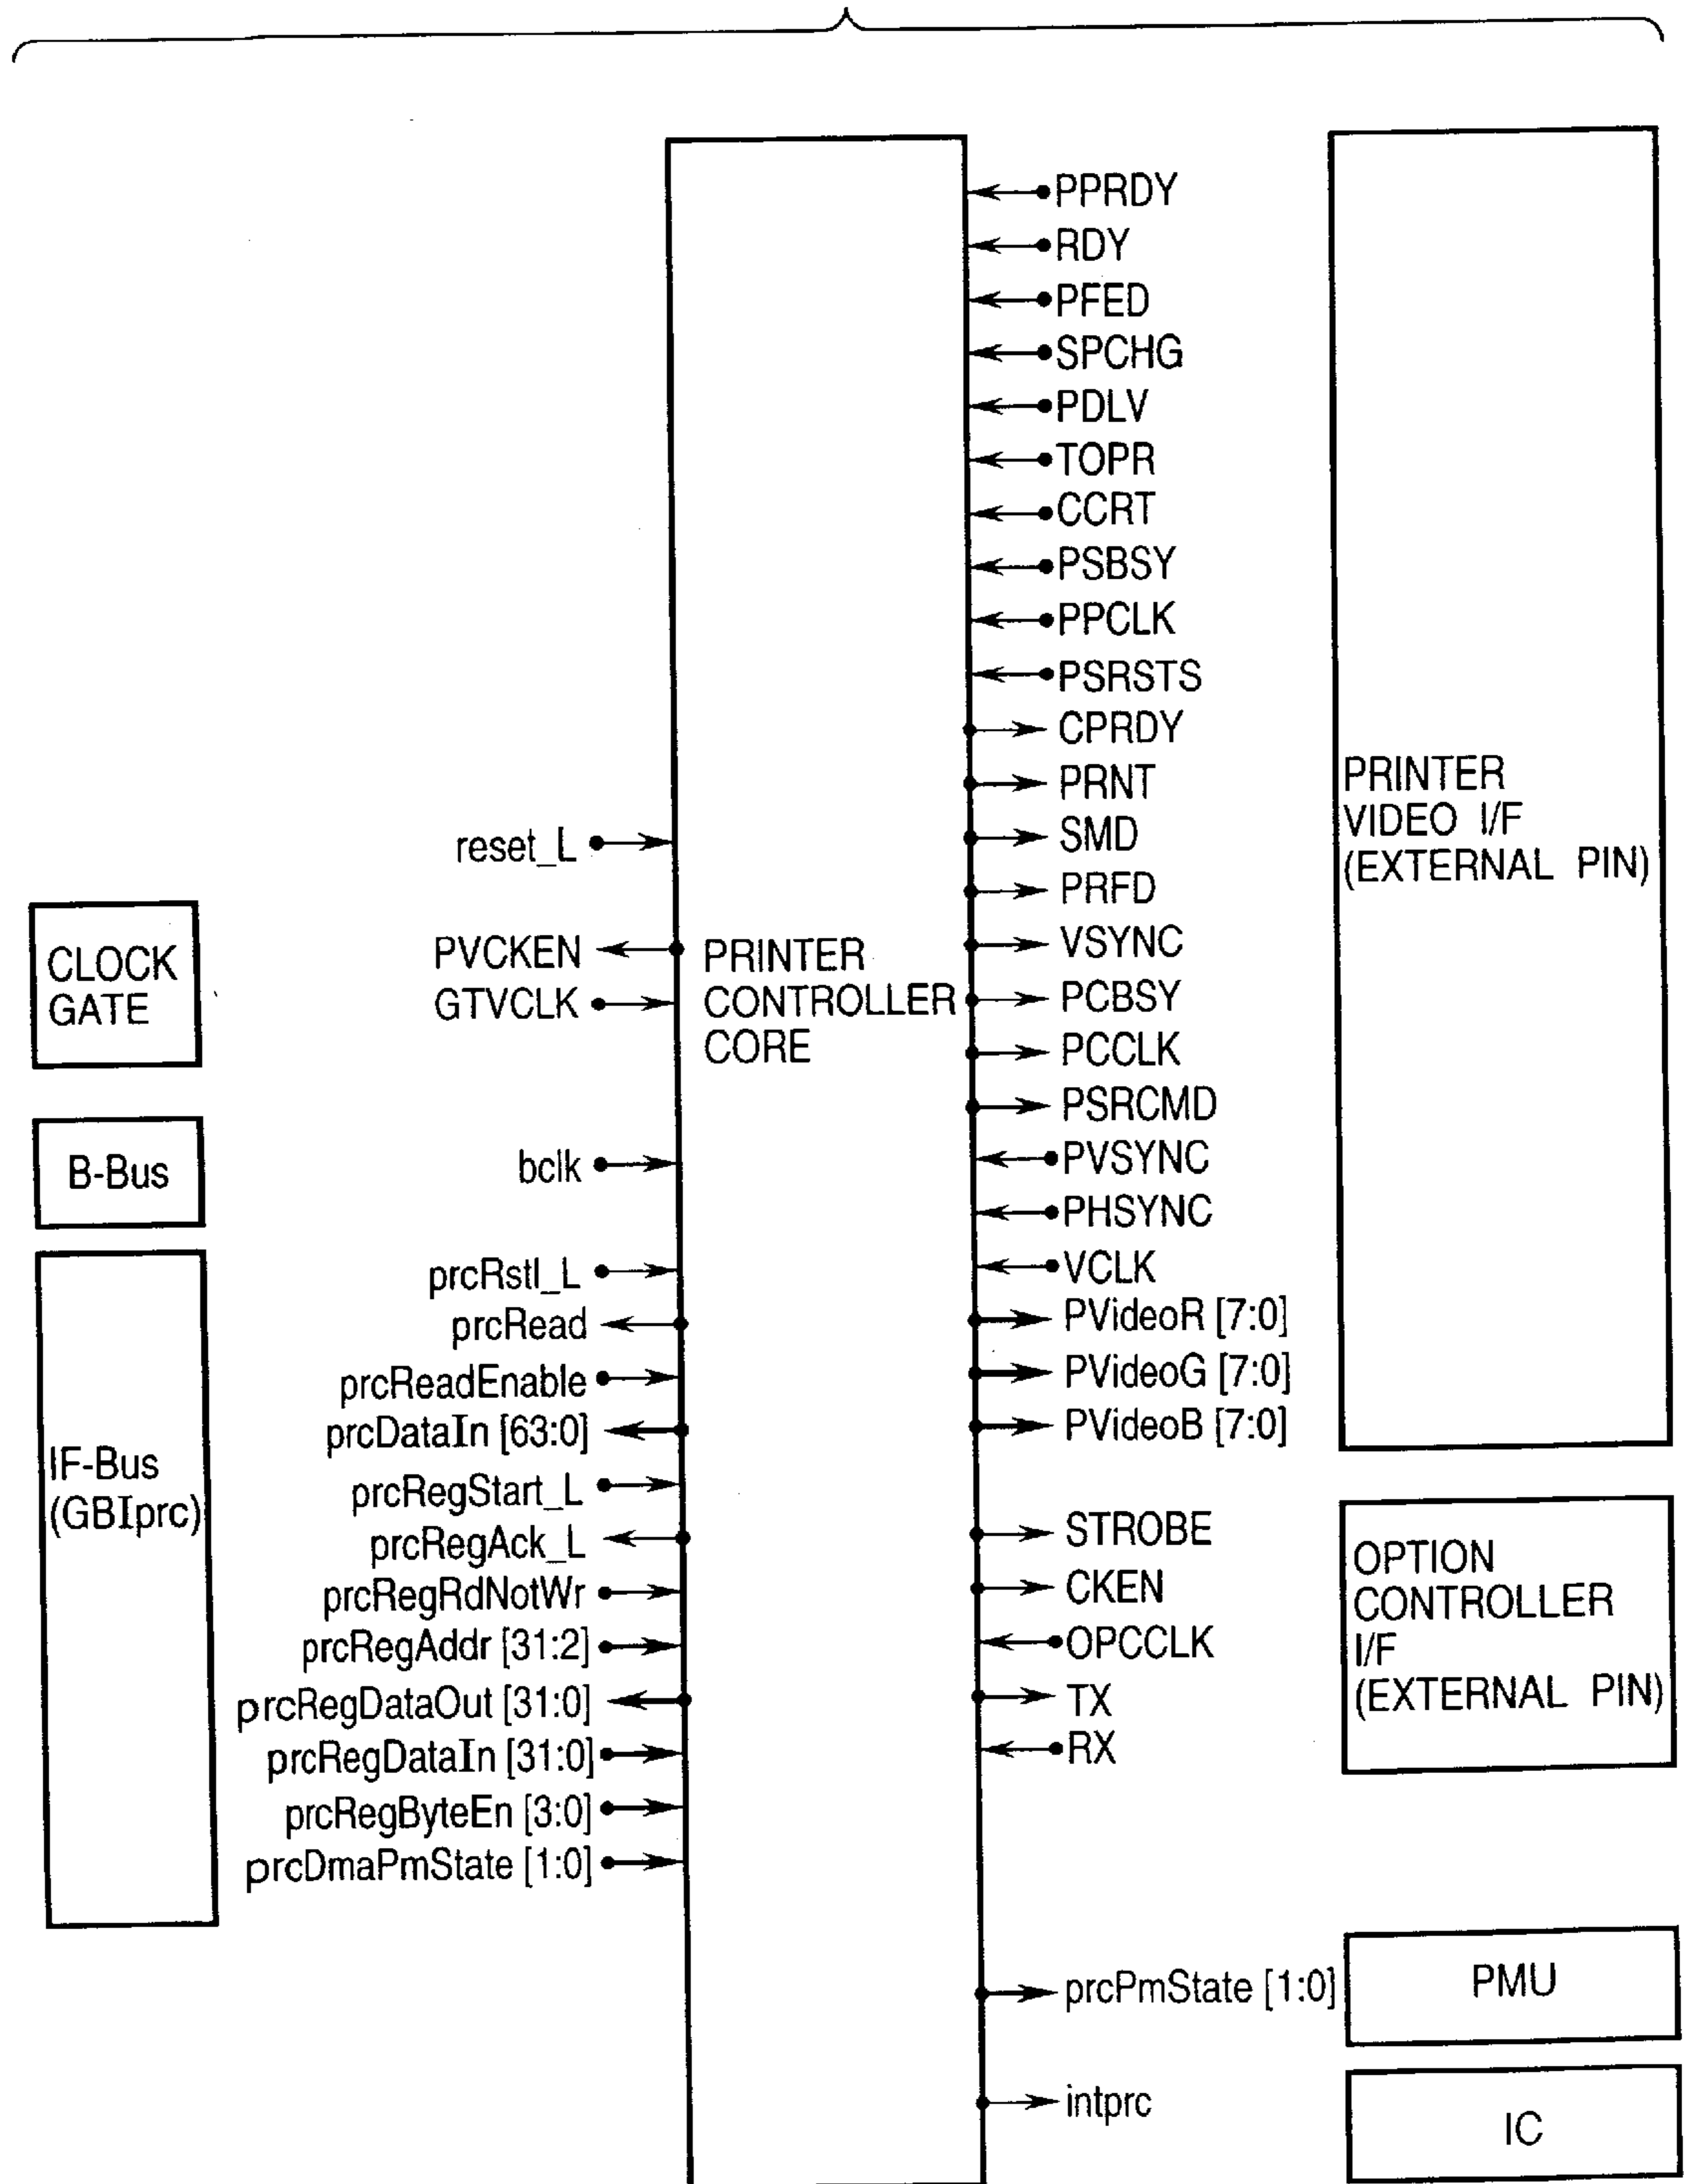 PPRDY
RDY
PFED
SPCHG
PDLV
TOPR
CCRT
PSBSY
PPCLK
PSRSTS
CPRDY
PRNT
SMD
PRFD
VSYNC
PCBSY
PCCLK
PSRCMD
PVSYNC
PHSYNC
VCLK
PVideoR [7:0]
PVideoG [7:0]
PVideoB [7:0]
PRINTER
VIDEO I/F
(EXTERNAL PIN)
reset_L
CLOCK
GATE
PVCKEN
GTVCLK
PRINTER
CONTROLLER
CORE
B-Bus
bclk
IF-Bus
(GBIprc)
prcRstI_L
prcRead
prcReadEnable
prcDataIn [63:0]
prcRegStart_L
prcRegAck_L
prcRegRdNotWr
prcRegAddr [31:2]
prcRegDataOut [31:0]
prcRegDataIn [31:0]
prcRegByteEn [3:0]
prcDmaPmState [1:0]
STROBE
CKEN
OPCCLK
TX
RX
OPTION
CONTROLLER
I/F
(EXTERNAL PIN)
prcPmState [1:0]
PMU
intprc
IC